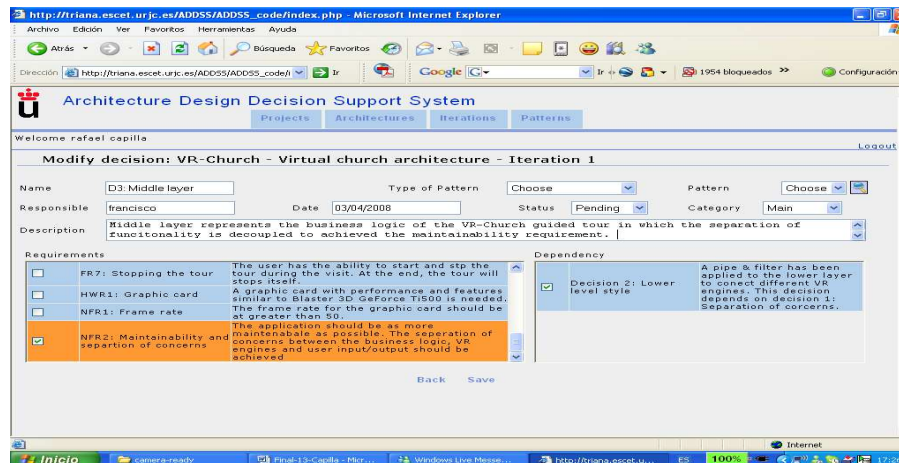 http://triana.escet.urjc.es/ADDSS/ADDSS_code/index.php - Microsoft Internet Explorer
Archivo Edición Ver Favoritos Herramientas Ayuda
Atrás Búsqueda Favoritos
Dirección http://triana.escet.urjc.es/ADDSS/ADDSS_code/i Ir Google G Ir 1954 bloqueados >> Configuración
ü Architecture Design Decision Support System
Projects Architectures Iterations Patterns
Welcome rafael capilla
Logout
Modify decision: VR-Church - Virtual church architecture - Iteration 1
Name D3: Middle layer Type of Pattern Choose Pattern Choose
Responsible francisco Date 03/04/2008 Status Pending Category Main
Description Middle layer represents the business logic of the VR-Church guided tour in which the separation of
funcitonality is decoupled to achieved the maintainability requirement.
Requirements
FR7: Stopping the tour
The user has the ability to start and stp the
tour during the visit. At the end, the tour will
stops itself.
HWR1: Graphic card
A graphic card with performance and features
similar to Blaster 3D GeForce Ti500 is needed.
NFR1: Frame rate
The frame rate for the graphic card should be
at greater than 50.
NFR2: Maintainability and
separtion of concerns
The application should be as more
maintenabale as possible. The seperation of
concerns between the business logic, VR
engines and user input/output should be
achieved
Dependency
Decision 2: Lower
level style
A pipe & filter has been
applied to the lower layer
to conect different VR
engines. This decision
depends on decision 1:
Separation of corcerns.
Back Save
Internet
Inicio camera-ready Final-13-Capilla - Micr... Windows Live Messe... http://triana.escet.u... ES 100% 17:26